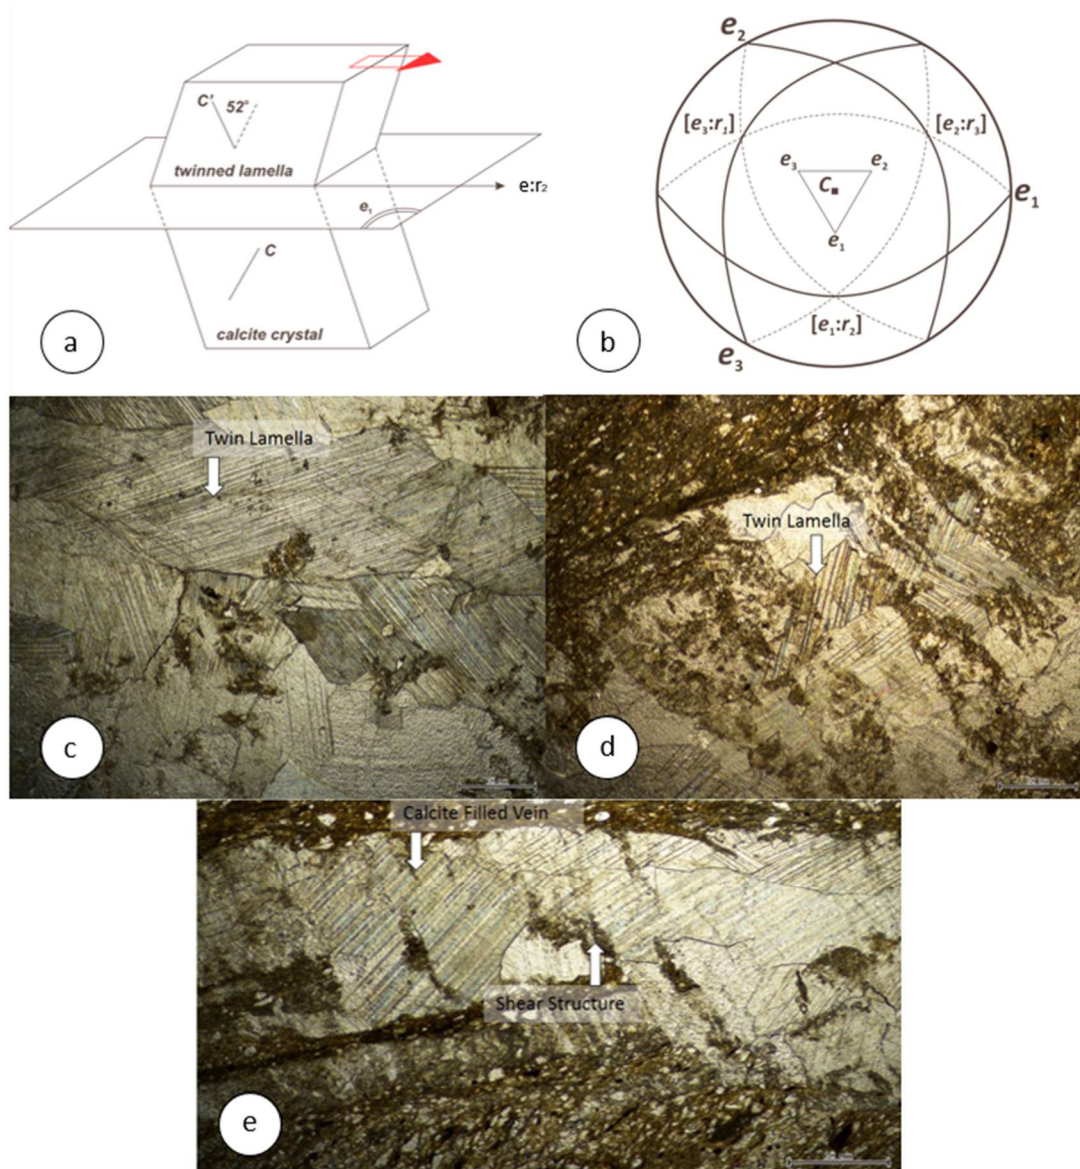 C'
52°
twinned lamella
e:r₂
e₁
C
calcite crystal
a
e₂
[e₃:r₁]
[e₂:r₃]
e₃
e₂
C
e₁
e₁
[e₁:r₂]
e₃
b
Twin Lamella
c
Twin Lamella
d
Calcite Filled Vein
Shear Structure
e